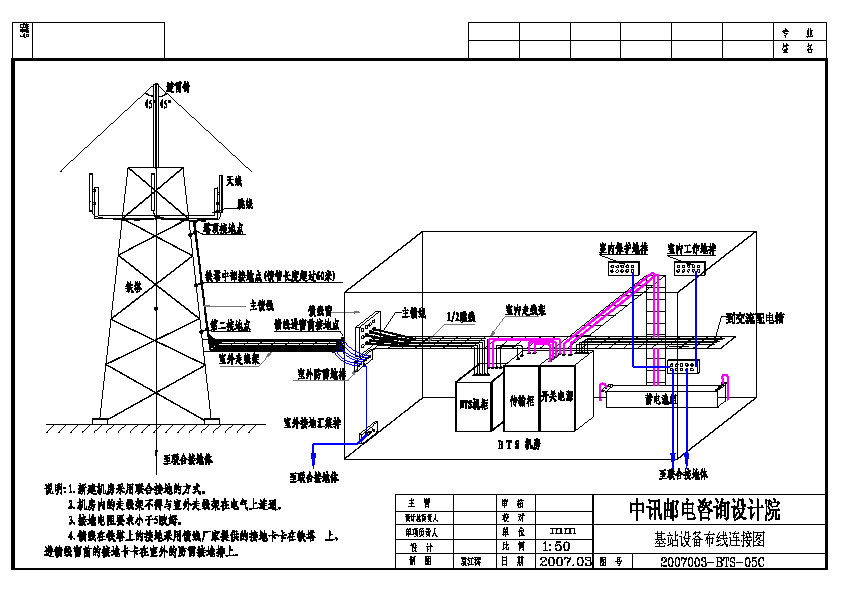 专 业
签 名
避雷针
45° 45°
天线
跳线
塔顶接地点
铁塔中部接地点(馈管长度超过60米)
铁塔
主馈线
第二接地点
馈线进窗前接地点
馈线窗
室外走线架
室外防雷地排
室外接地汇集排
主馈线
1/2跳线
室内走线架
室内保护地排
室内工作地排
到交流配电箱
BTS机柜
传输柜
开关电源
蓄电池组
BTS 机房
至联合接地体
至联合接地体
至联合接地体
说明:1.新建机房采用联合接地的方式。
2.机房内的走线架不得与室外走线架在电气上连通。
3.接地电阻要求小于5欧姆。
4.馈线在铁塔上的接地采用馈线厂家提供的接地卡卡在铁塔 上,
进馈线窗前的接地卡卡在室外的防雷接地排上。
主 管
审 核
中讯邮电咨询设计院
设计总负责人
校 对
单项负责人
单 位
mm
基站设备布线连接图
设 计
比 例
1:50
制 图
日 期
2007.03
图 号
2007003-BTS-05C